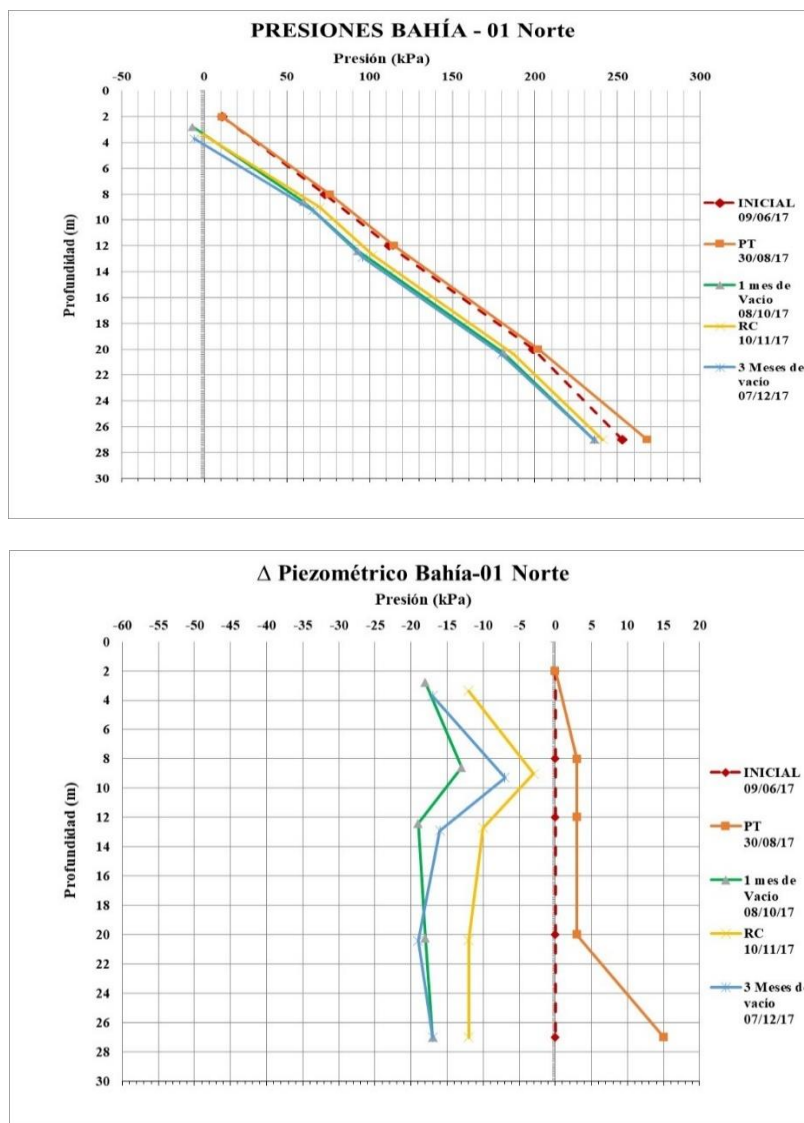 PRESIONES BAHÍA - 01 Norte
Presión (kPa)
-50 0 50 100 150 200 250 300
0
2
4
6
8
10
12
14
16
18
20
22
24
26
28
30
Profundidad (m)
INICIAL
09/06/17
PT
30/08/17
1 mes de
Vacío
08/10/17
RC
10/11/17
3 Meses de
vacio
07/12/17
Δ Piezométrico Bahía-01 Norte
Presión (kPa)
-60 -55 -50 -45 -40 -35 -30 -25 -20 -15 -10 -5 0 5 10 15 20
0
2
4
6
8
10
12
14
16
18
20
22
24
26
28
30
Profundidad (m)
INICIAL
09/06/17
PT
30/08/17
1 mes de
Vacío
08/10/17
RC
10/11/17
3 Meses d
vacio
07/12/17